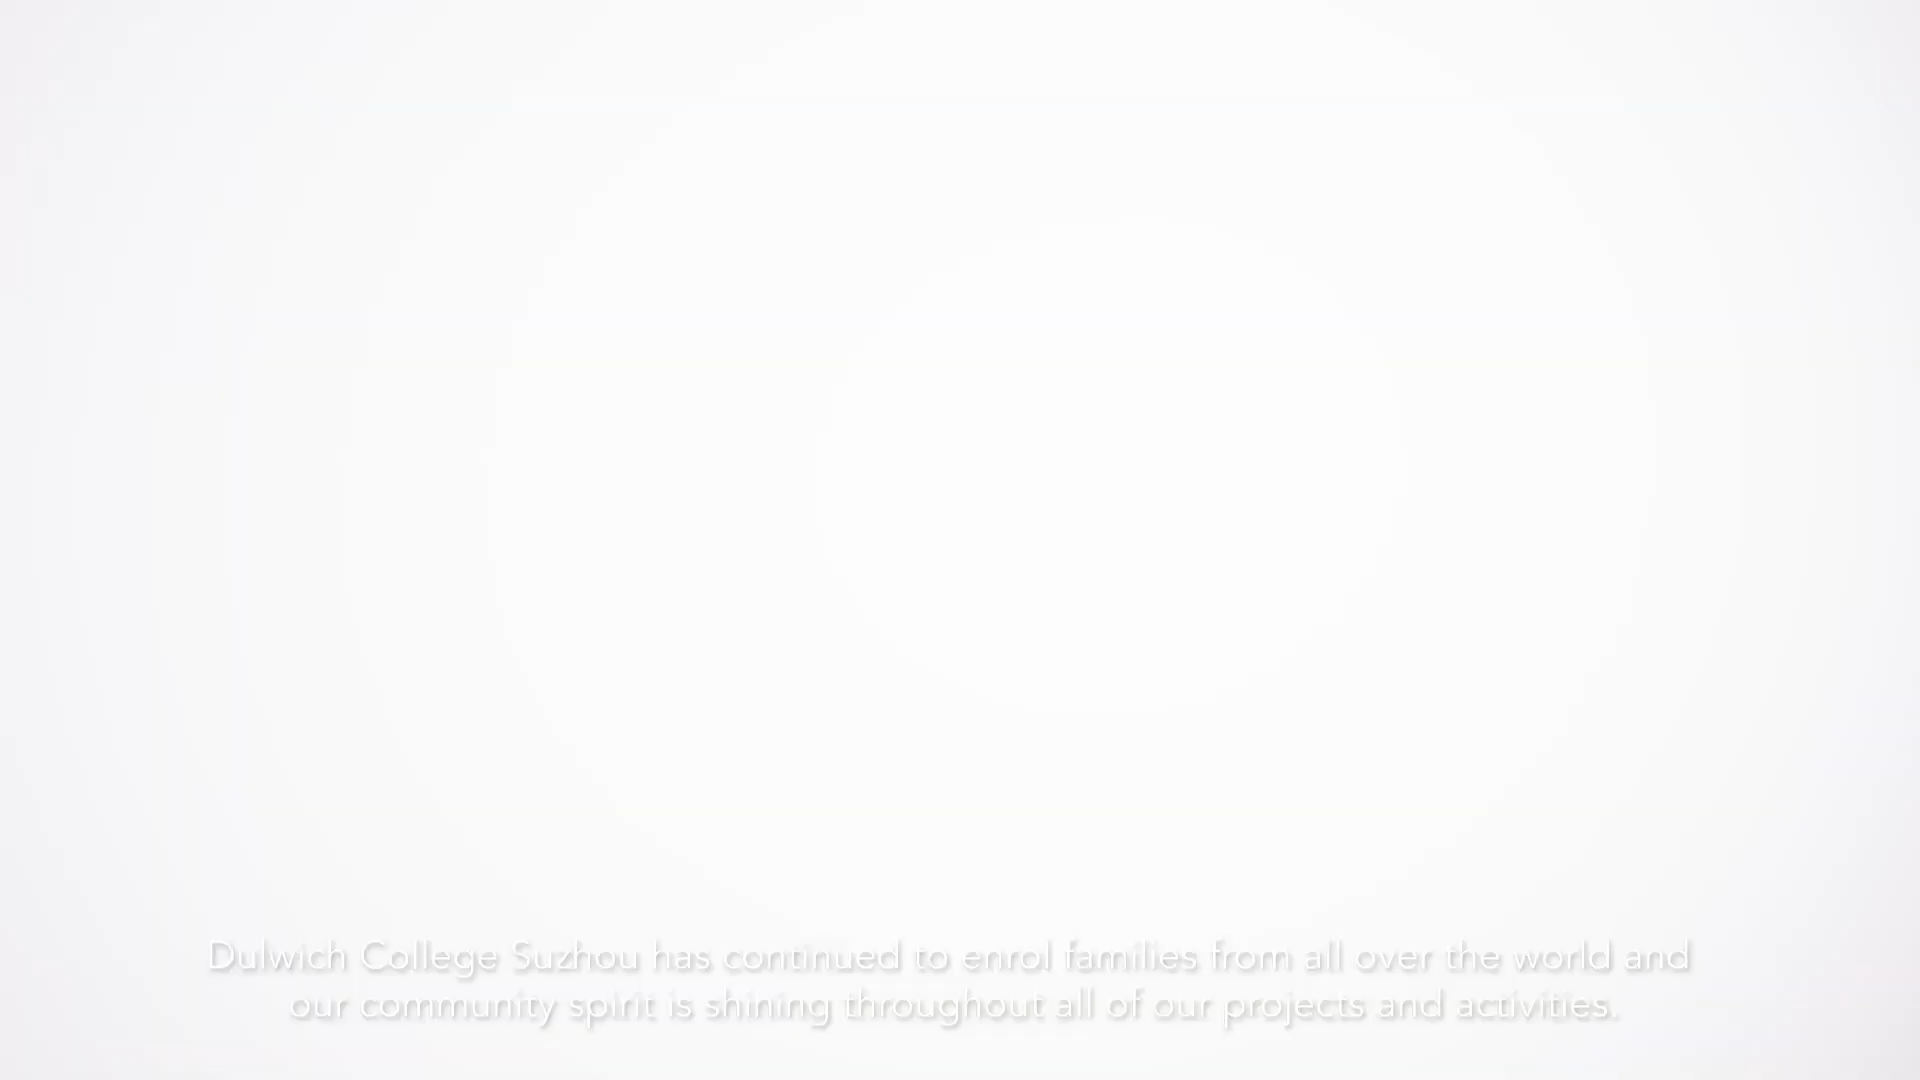 Dulwich College Suzhou has continued to enrol families from all over the world and
our community spirit is shining throughout all of our projects and activities.